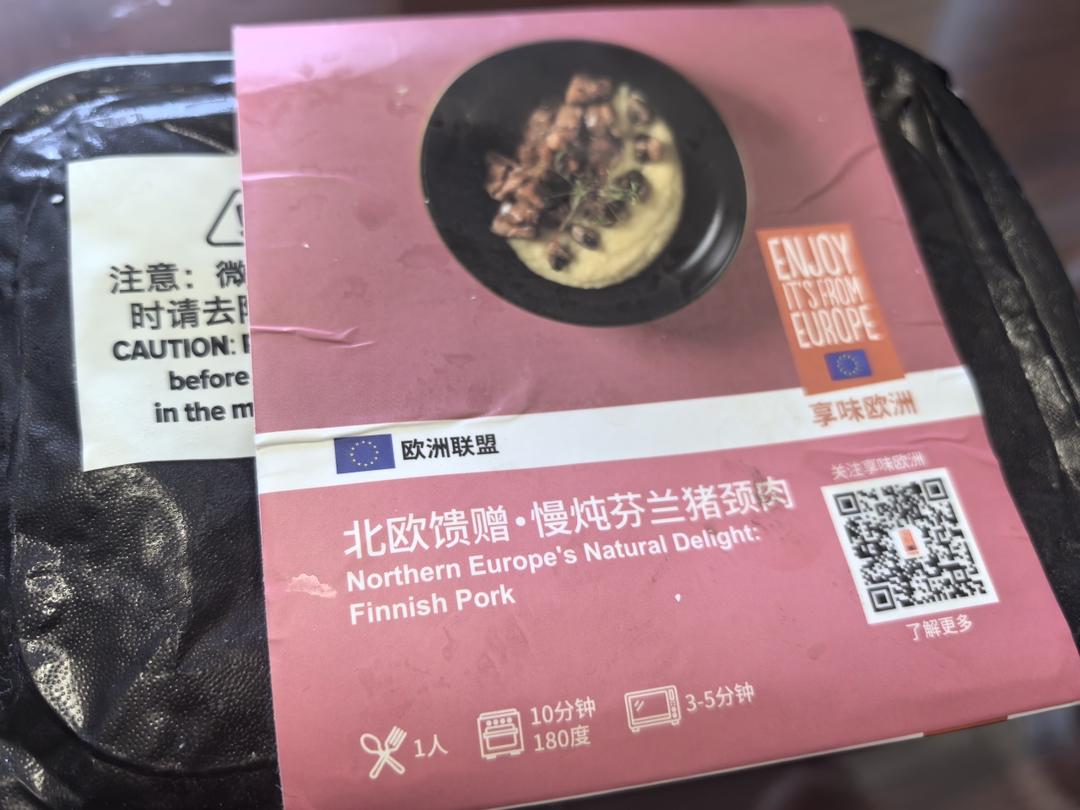 注意：微
时请去
CAUTION:
before
in the
ENJOY
IT'S FROM
EUROPE
享味欧洲
欧洲联盟
关注享味欧洲
北欧馈赠·慢炖芬兰猪颈肉
Northern Europe's Natural Delight:
Finnish Pork
了解更多
1人
10分钟
180度
3-5分钟